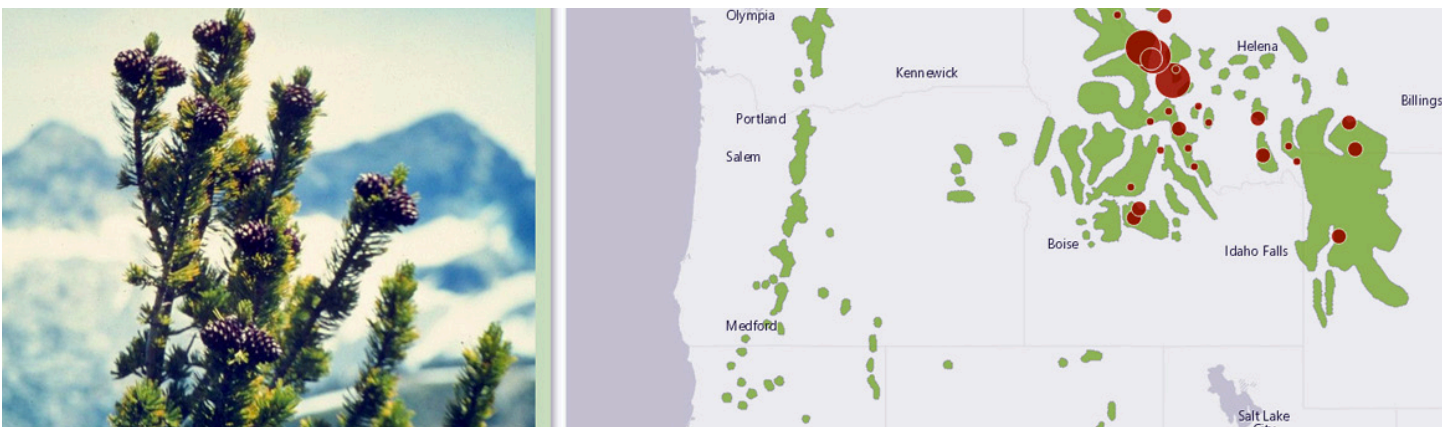 Olympia
Helena
Kennewick
Billings
Portland
Salem
Boise
Idaho Falls
Medford
Salt Lake